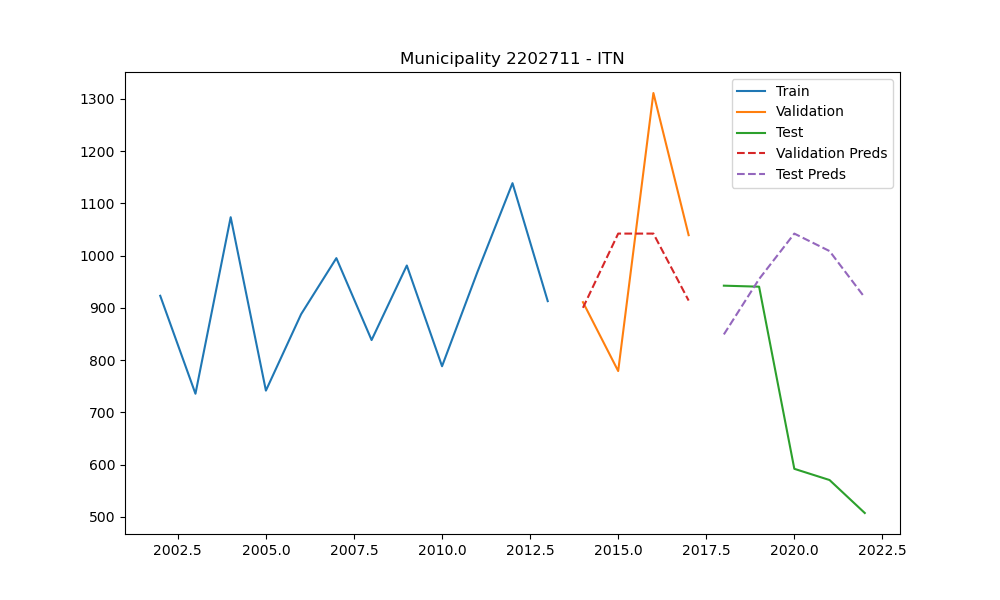 Municipality 2202711 - ITN
1300
1200
1100
1000
900
800
700
600
500
Train
Validation
Test
Validation Preds
Test Preds
2002.5 2005.0 2007.5 2010.0 2012.5 2015.0 2017.5 2020.0 2022.5